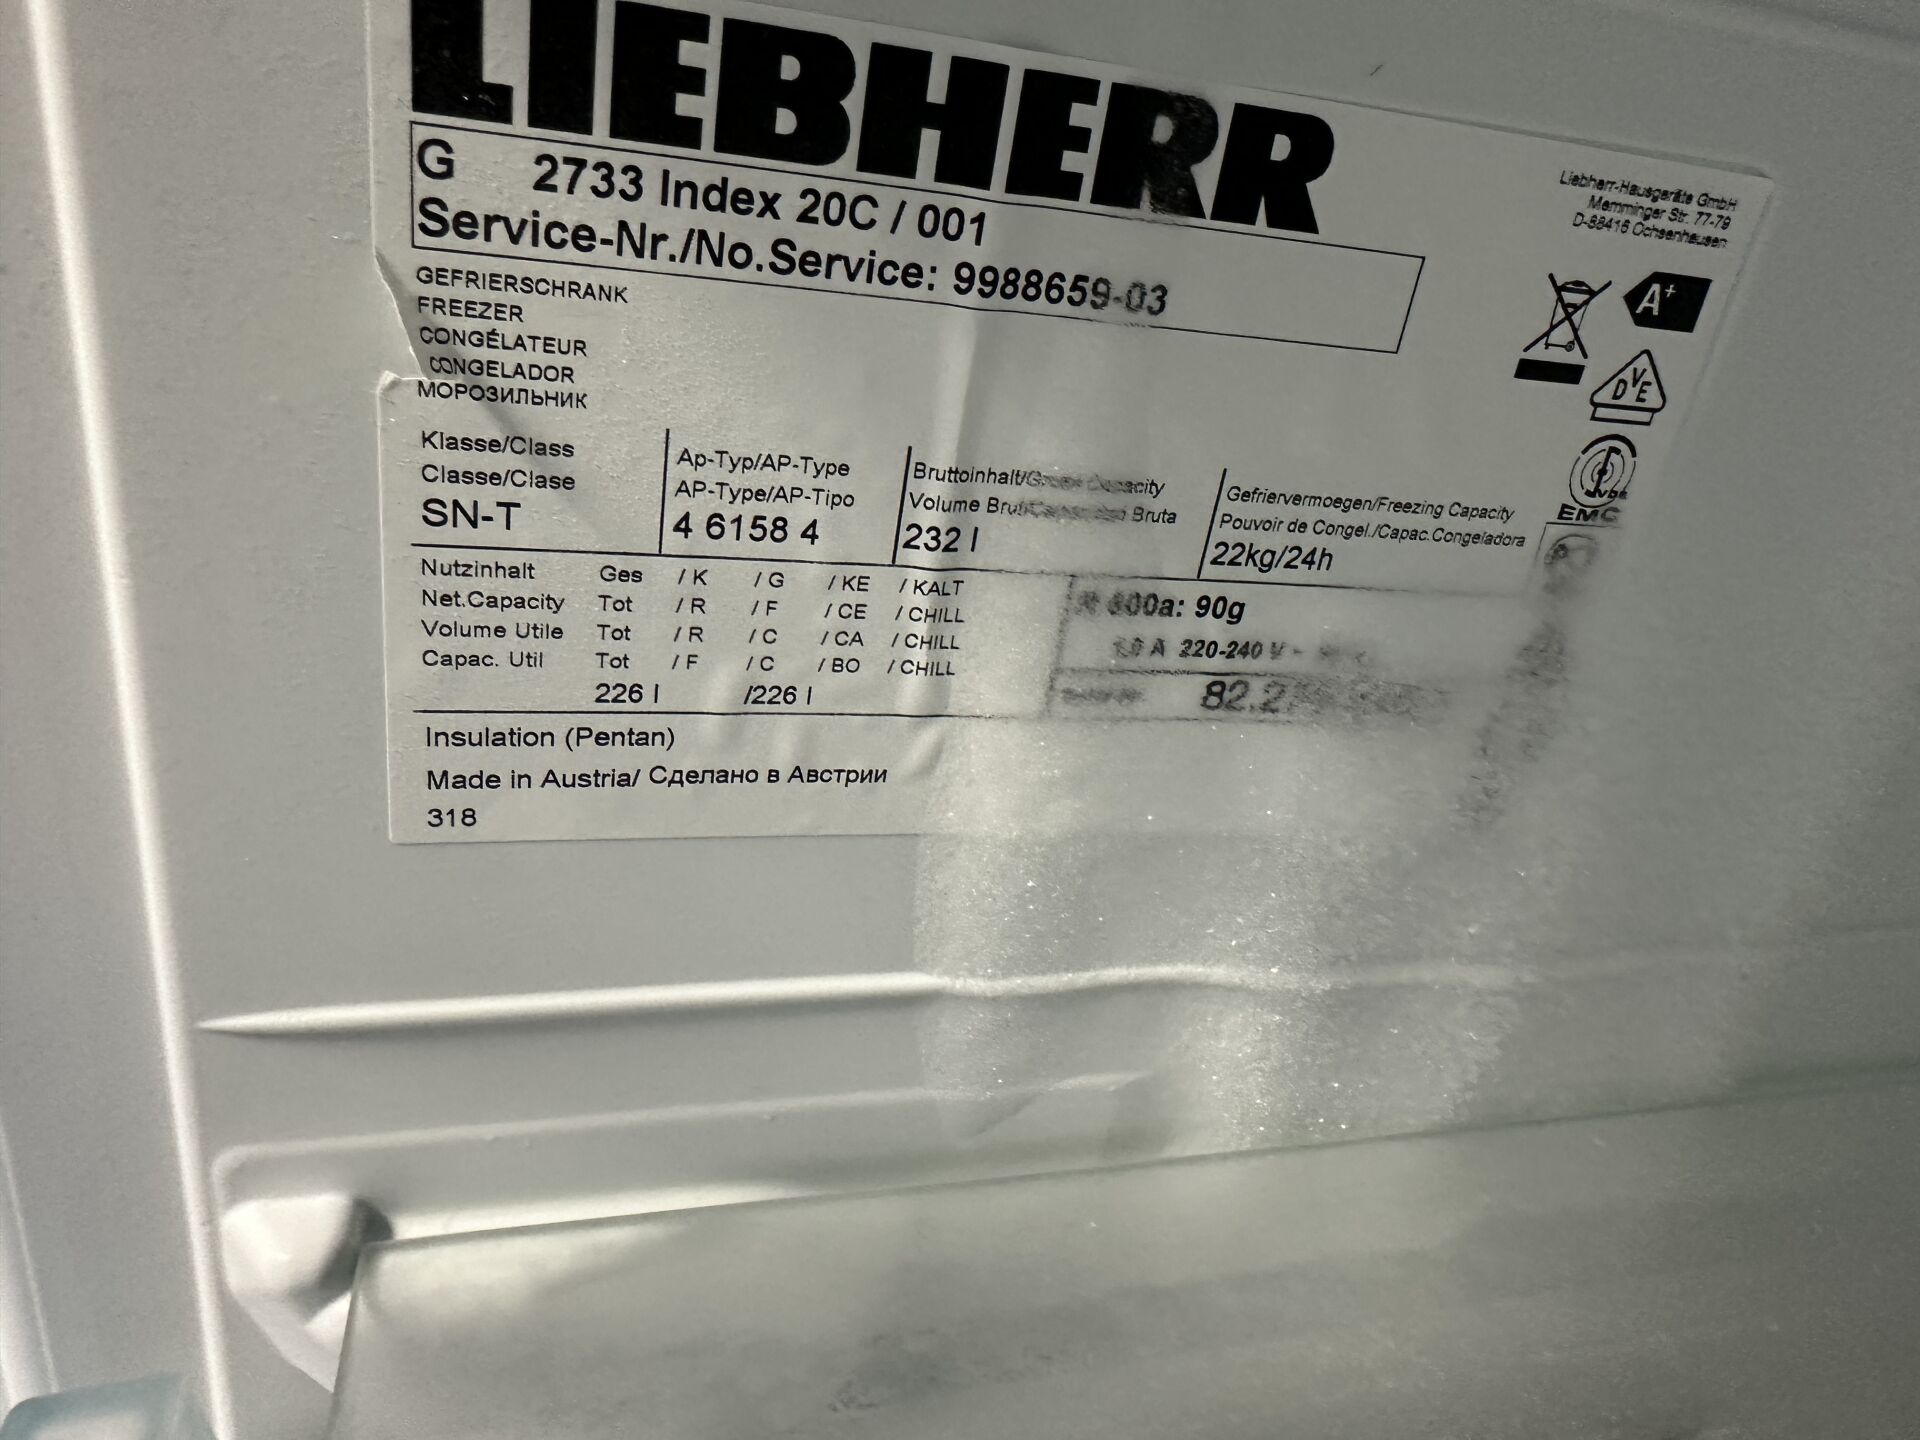 LIEBHERR
G 2733 Index 20C / 001
Service-Nr./No.Service: 9988659-03
Liebherr-Hausgeräte GmbH
Memminger Str. 77-79
D-88416 Ochsenhausen
A+
GEFRIERSCHRANK
FREEZER
CONGÉLATEUR
CONGELADOR
МОРОЗИЛЬНИК
DVE
EMC
Klasse/Class
Classe/Clase
SN-T
Ap-Typ/AP-Type
AP-Type/AP-Tipo
4 6158 4
Bruttoinhalt/Gross Capacity
Volume Brut/ Bruta
232 l
Gefriervermoegen/Freezing Capacity
Pouvoir de Congel./Capac.Congeladora
22kg/24h
Nutzinhalt Ges / K / G / KE / KALT
Net.Capacity Tot / R / F / CE / CHILL
Volume Utile Tot / R / C / CA / CHILL
Capac. Util Tot / F / C / BO / CHILL
226 l /226 l
90g
A 220-240 V ~
Insulation (Pentan)
Made in Austria/ Сделано в Австрии
318